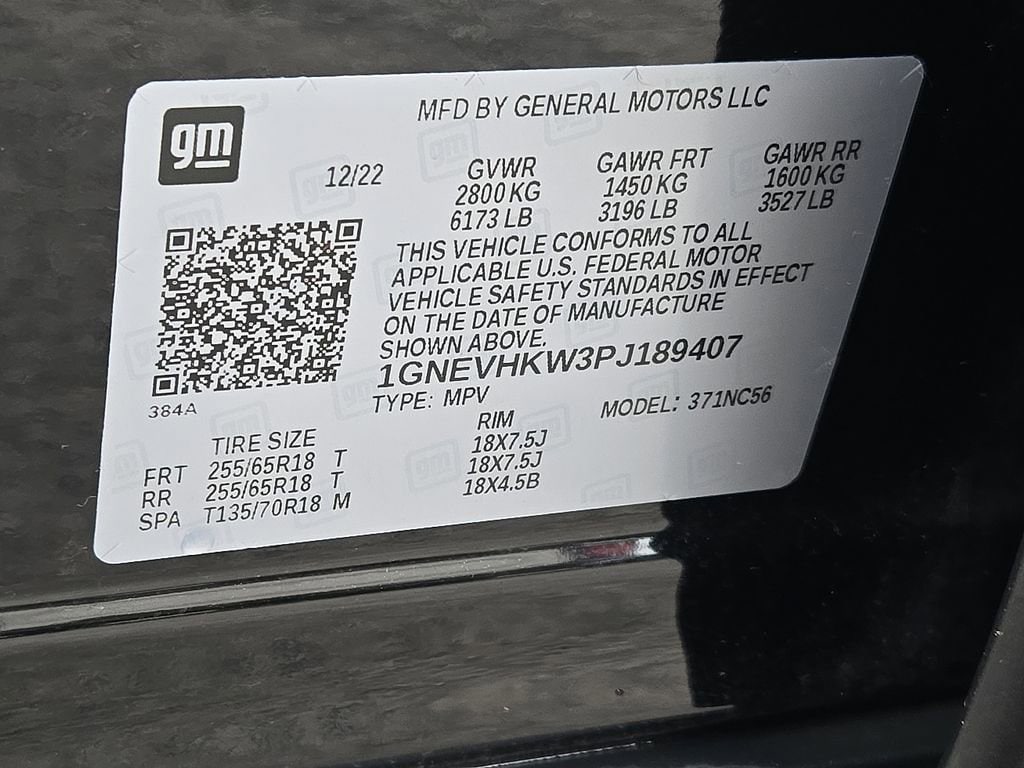 gm
MFD BY GENERAL MOTORS LLC
12/22
GVWR GAWR FRT GAWR RR
2800 KG 1450 KG 1600 KG
6173 LB 3196 LB 3527 LB
THIS VEHICLE CONFORMS TO ALL
APPLICABLE U.S. FEDERAL MOTOR
VEHICLE SAFETY STANDARDS IN EFFECT
ON THE DATE OF MANUFACTURE
SHOWN ABOVE.
1GNEVHKW3PJ189407
384A
TYPE: MPV MODEL: 371NC56
TIRE SIZE RIM
FRT 255/65R18 T 18X7.5J
RR 255/65R18 T 18X7.5J
SPA T135/70R18 M 18X4.5B